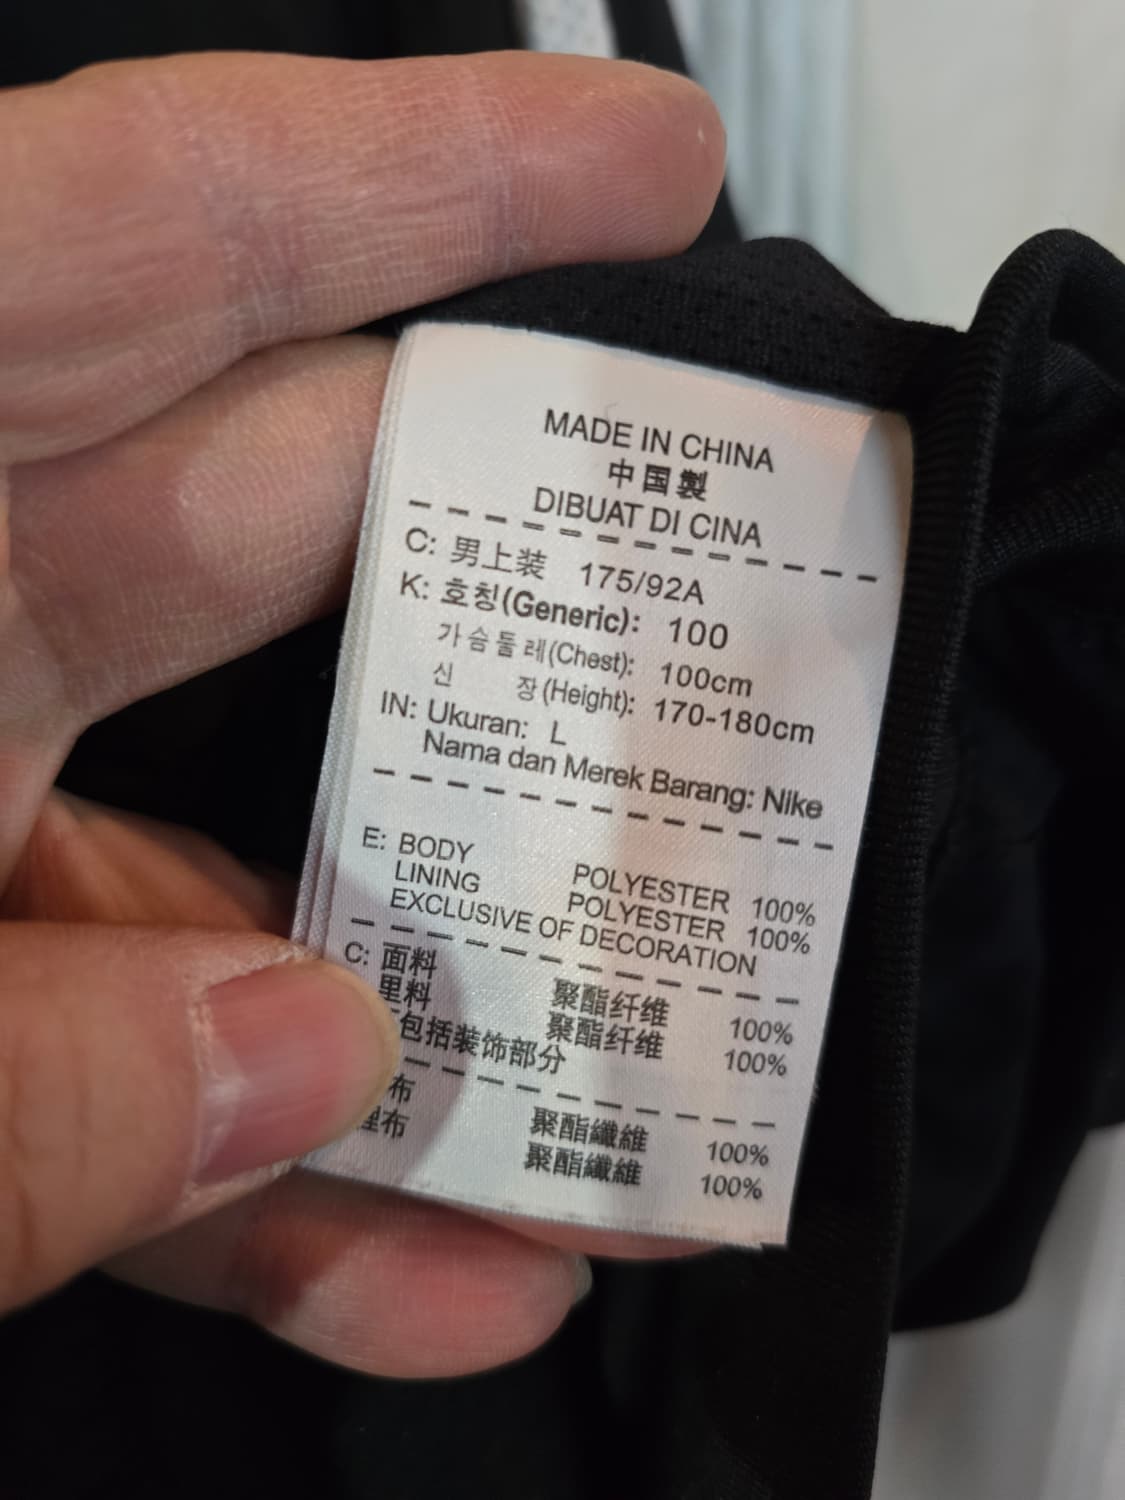 MADE IN CHINA
中国製
DIBUAT DI CINA
C: 男上装 175/92A
K: 호칭(Generic): 100
가슴둘레(Chest): 100cm
신 장(Height): 170-180cm
IN: Ukuran: L
Nama dan Merek Barang: Nike
E: BODY POLYESTER 100%
LINING POLYESTER 100%
EXCLUSIVE OF DECORATION
C: 面料 聚酯纤维 100%
里料 聚酯纤维 100%
包括装饰部分
布 聚酯纖維 100%
裡布 聚酯纖維 100%